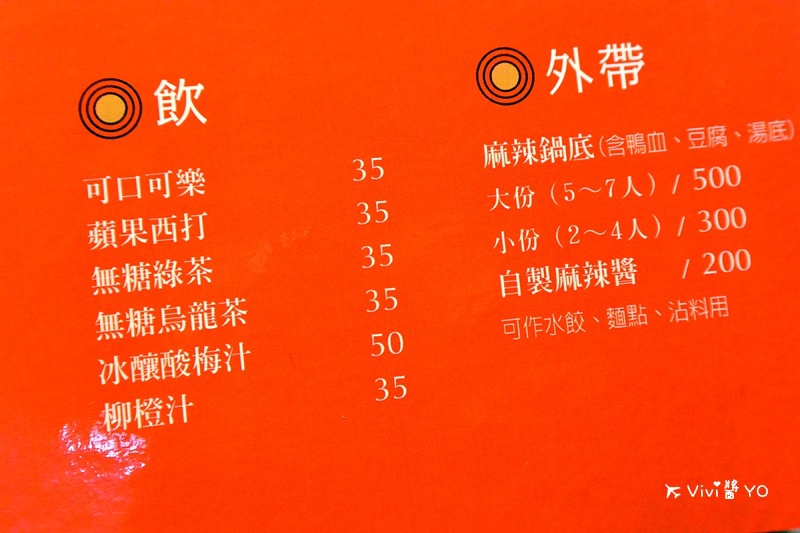 飲
可口可樂 35
蘋果西打 35
無糖綠茶 35
無糖烏龍茶 35
冰釀酸梅汁 50
柳橙汁 35
外帶
麻辣鍋底(含鴨血、豆腐、湯底)
大份（5～7人）/ 500
小份（2～4人）/ 300
自製麻辣醬 / 200
可作水餃、麵點、沾料用
Vivi醬 YO